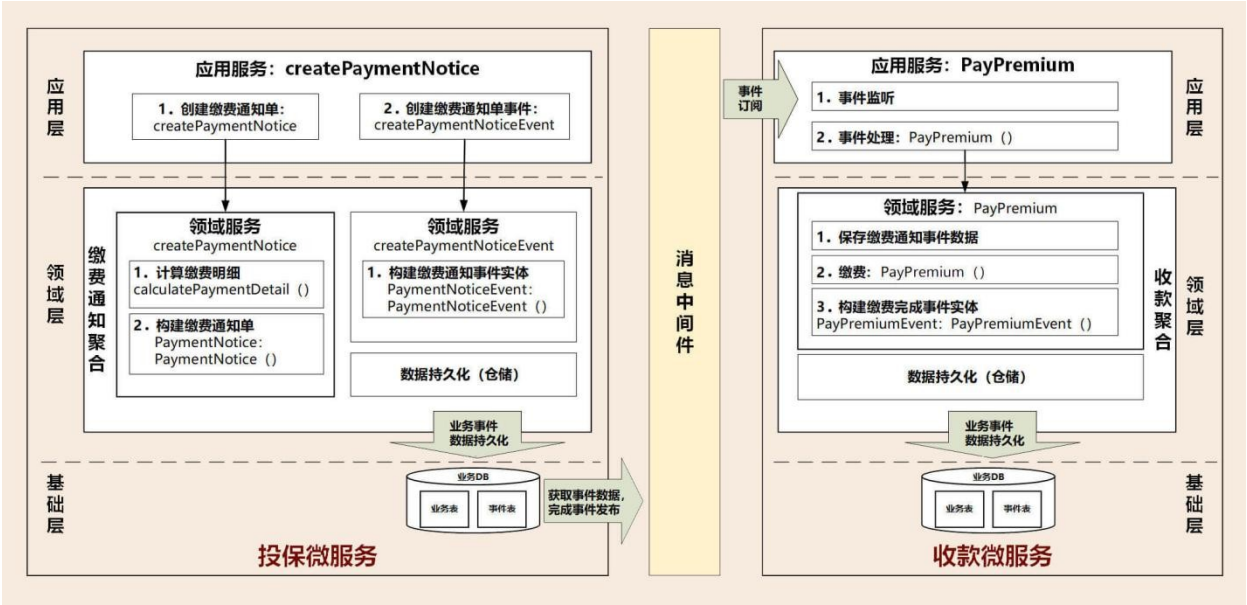 应用层
应用服务：createPaymentNotice
1．创建缴费通知单：
createPaymentNotice
2．创建缴费通知单事件：
createPaymentNoticeEvent
领域层
缴费通知聚合
领域服务
createPaymentNotice
1．计算缴费明细
calculatePaymentDetail（）
2．构建缴费通知单
PaymentNotice：
PaymentNotice（）
领域服务
createPaymentNoticeEvent
1．构建缴费通知事件实体
PaymentNoticeEvent：
PaymentNoticeEvent（）
数据持久化（仓储）
业务事件
数据持久化
基础层
业务DB
业务表
事件表
获取事件数据，
完成事件发布
投保微服务
消息中间件
事件
订阅
应用服务：PayPremium
1．事件监听
2．事件处理：PayPremium（）
应用层
领域服务：PayPremium
1．保存缴费通知事件数据
2．缴费：PayPremium（）
3．构建缴费完成事件实体
PayPremiumEvent：PayPremiumEvent（）
收款聚合
领域层
数据持久化（仓储）
业务事件
数据持久化
业务DB
业务表
事件表
基础层
收款微服务